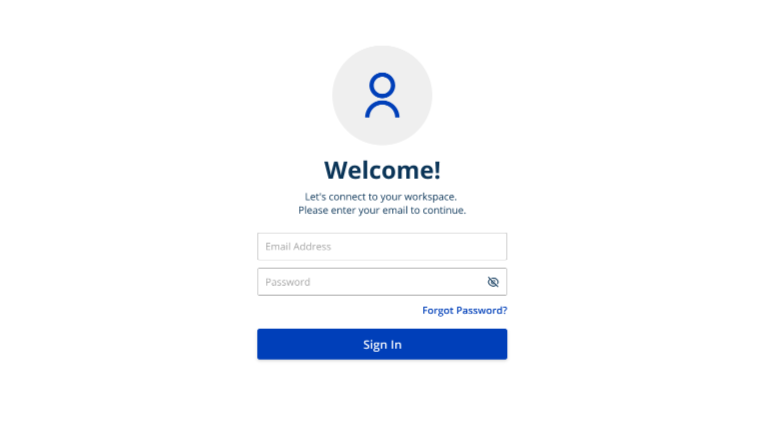 Welcome!
Let's connect to your workspace.
Please enter your email to continue.
Email Address
Password
Forgot Password?
Sign In